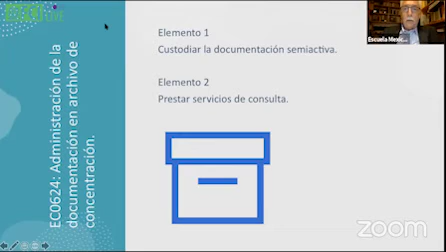 EC0624: Administración de la
documentación en archivo de
concentración.
Elemento 1
Custodiar la documentación semiactiva.
Elemento 2
Prestar servicios de consulta.
Escuela Mexic...
zoom